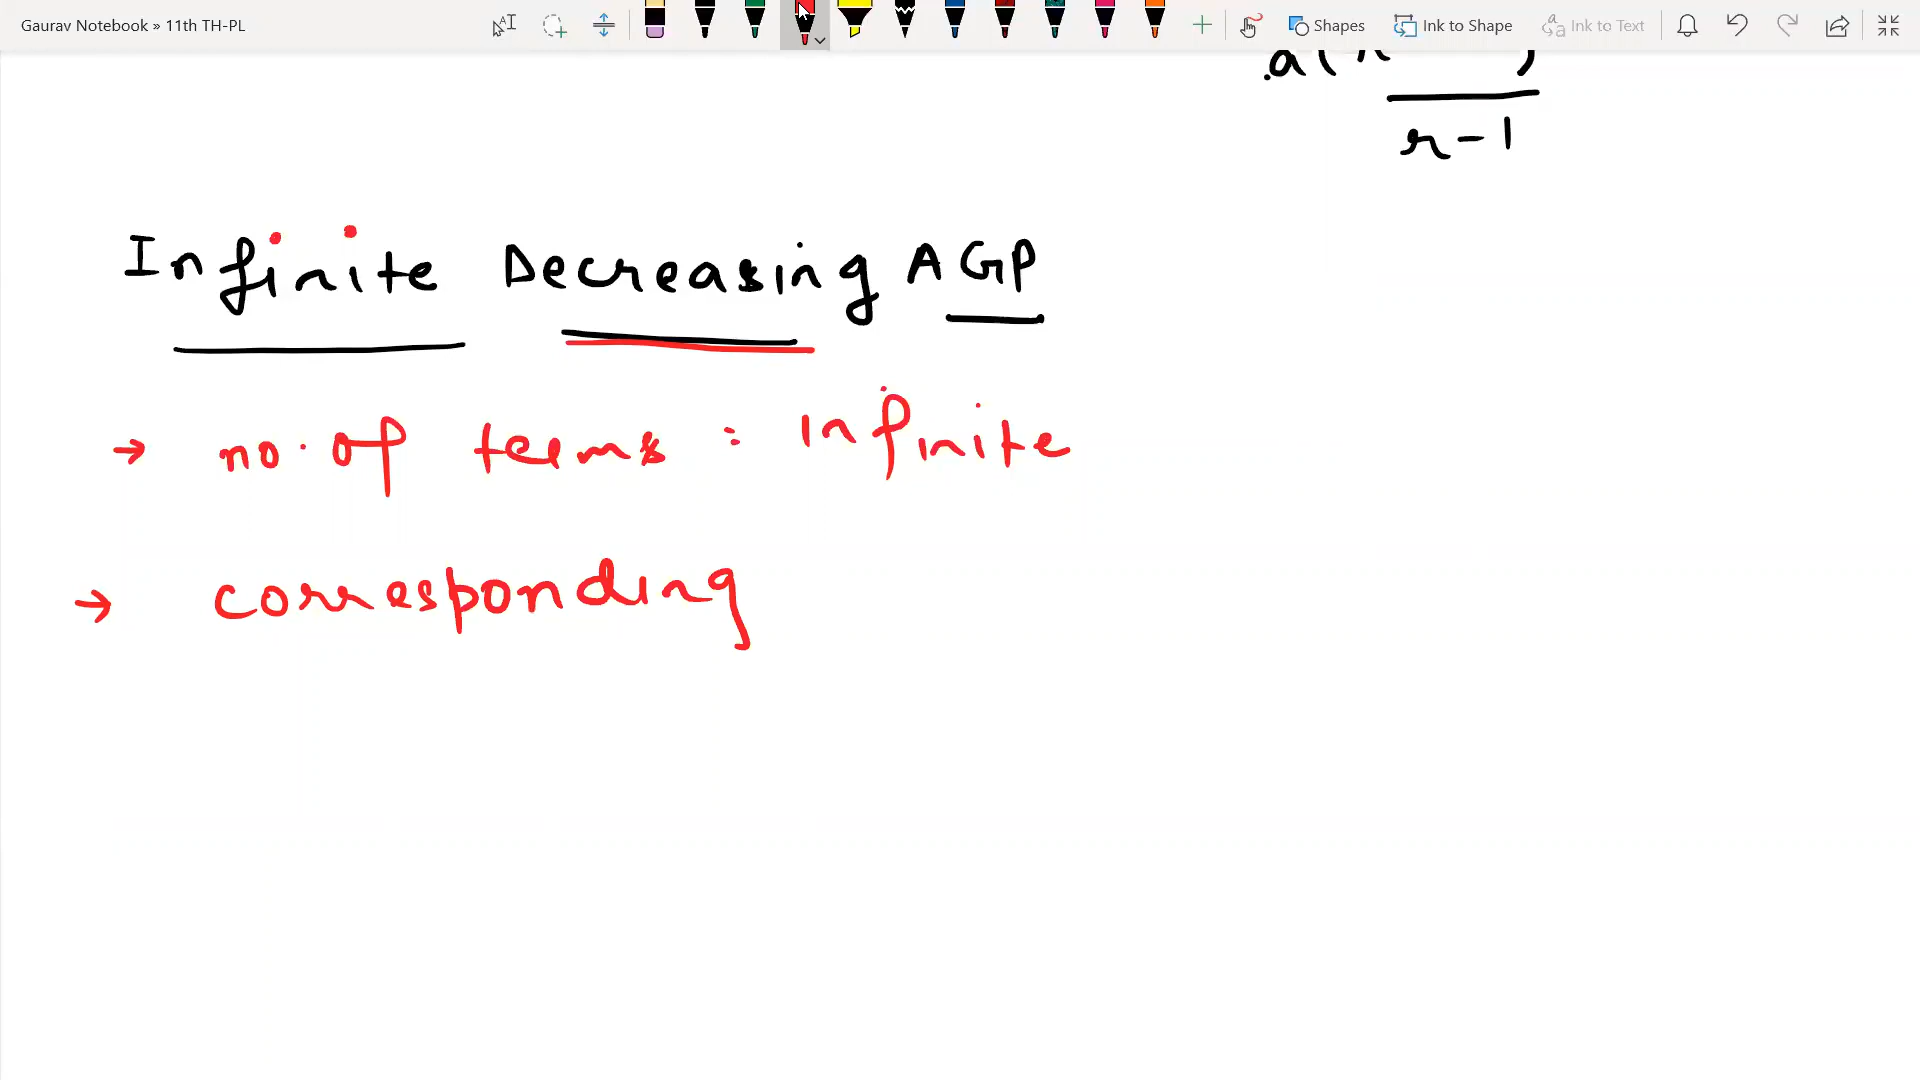 Gaurav Notebook » 11th TH-PL
Shapes
Ink to Shape
Ink to Text
r-1
Infinite Decreasing AGP
→ no. of terms : infinite
→ corresponding